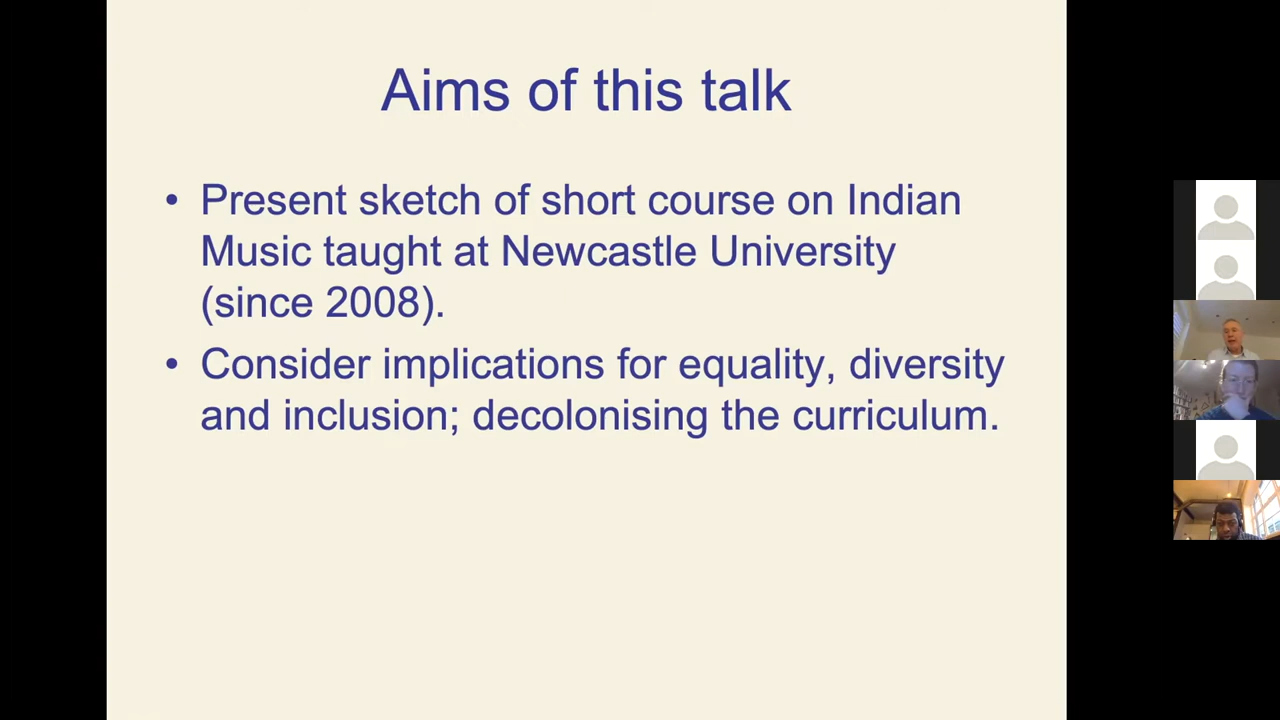 Aims of this talk
• Present sketch of short course on Indian
Music taught at Newcastle University
(since 2008).
• Consider implications for equality, diversity
and inclusion; decolonising the curriculum.